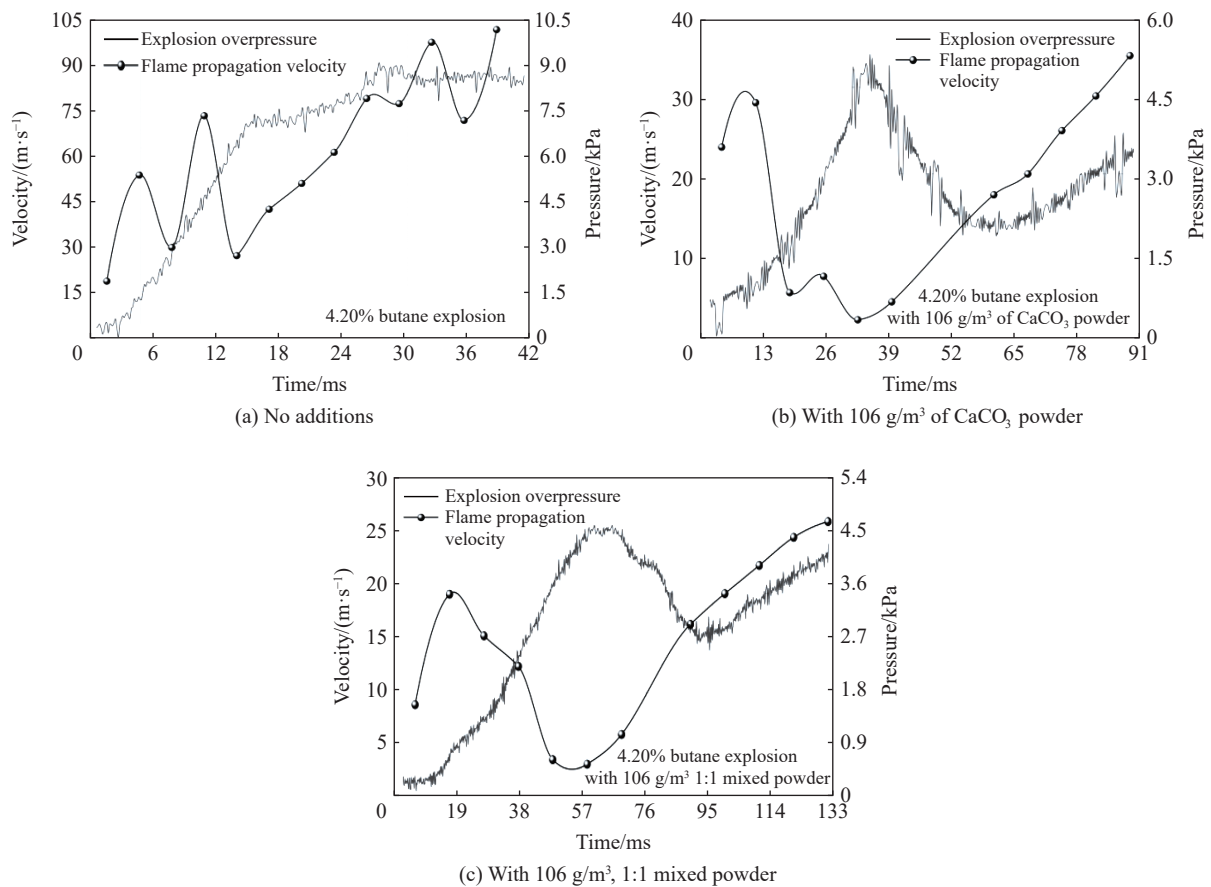 105
90
75
60
45
30
15
0
Velocity/(m·s⁻¹)
10.5
9.0
7.5
6.0
4.5
3.0
1.5
0
Pressure/kPa
Explosion overpressure
Flame propagation velocity
4.20% butane explosion
6 12 18 24 30 36 42
Time/ms
(a) No additions
40
30
20
10
0
Velocity/(m·s⁻¹)
6.0
4.5
3.0
1.5
0
Pressure/kPa
Explosion overpressure
Flame propagation
velocity
4.20% butane explosion
with 106 g/m³ of CaCO₃ powder
13 26 39 52 65 78 91
Time/ms
(b) With 106 g/m³ of CaCO₃ powder
30
25
20
15
10
5
0
Velocity/(m·s⁻¹)
5.4
4.5
3.6
2.7
1.8
0.9
0
Pressure/kPa
Explosion overpressure
Flame propagation
velocity
4.20% butane explosion
with 106 g/m³ 1:1 mixed powder
19 38 57 76 95 114 133
Time/ms
(c) With 106 g/m³, 1:1 mixed powder